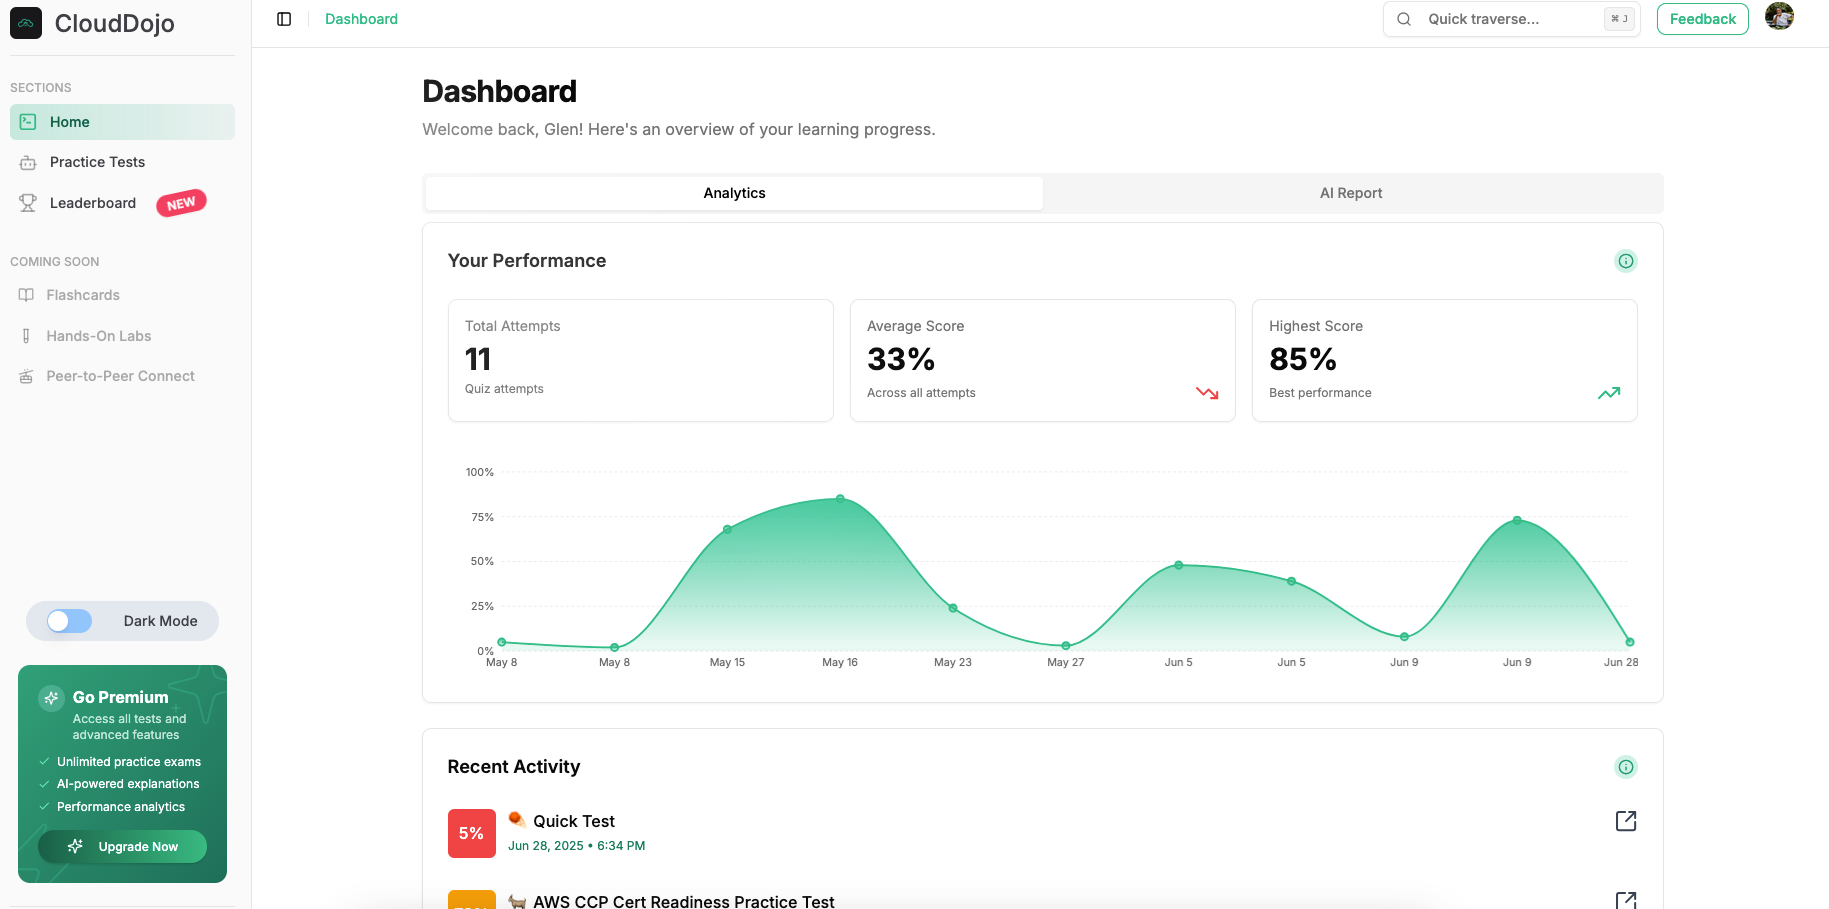 CloudDojo
Dashboard
Quick traverse...
⌘ J
Feedback
SECTIONS
Home
Practice Tests
Leaderboard
NEW
COMING SOON
Flashcards
Hands-On Labs
Peer-to-Peer Connect
Dark Mode
Go Premium
Access all tests and
advanced features
Unlimited practice exams
AI-powered explanations
Performance analytics
Upgrade Now
Dashboard
Welcome back, Glen! Here's an overview of your learning progress.
Analytics
AI Report
Your Performance
Total Attempts
11
Quiz attempts
Average Score
33%
Across all attempts
Highest Score
85%
Best performance
100%
75%
50%
25%
0%
May 8
May 8
May 15
May 16
May 23
May 27
Jun 5
Jun 5
Jun 9
Jun 9
Jun 28
Recent Activity
5%
Quick Test
Jun 28, 2025 • 6:34 PM
AWS CCP Cert Readiness Practice Test